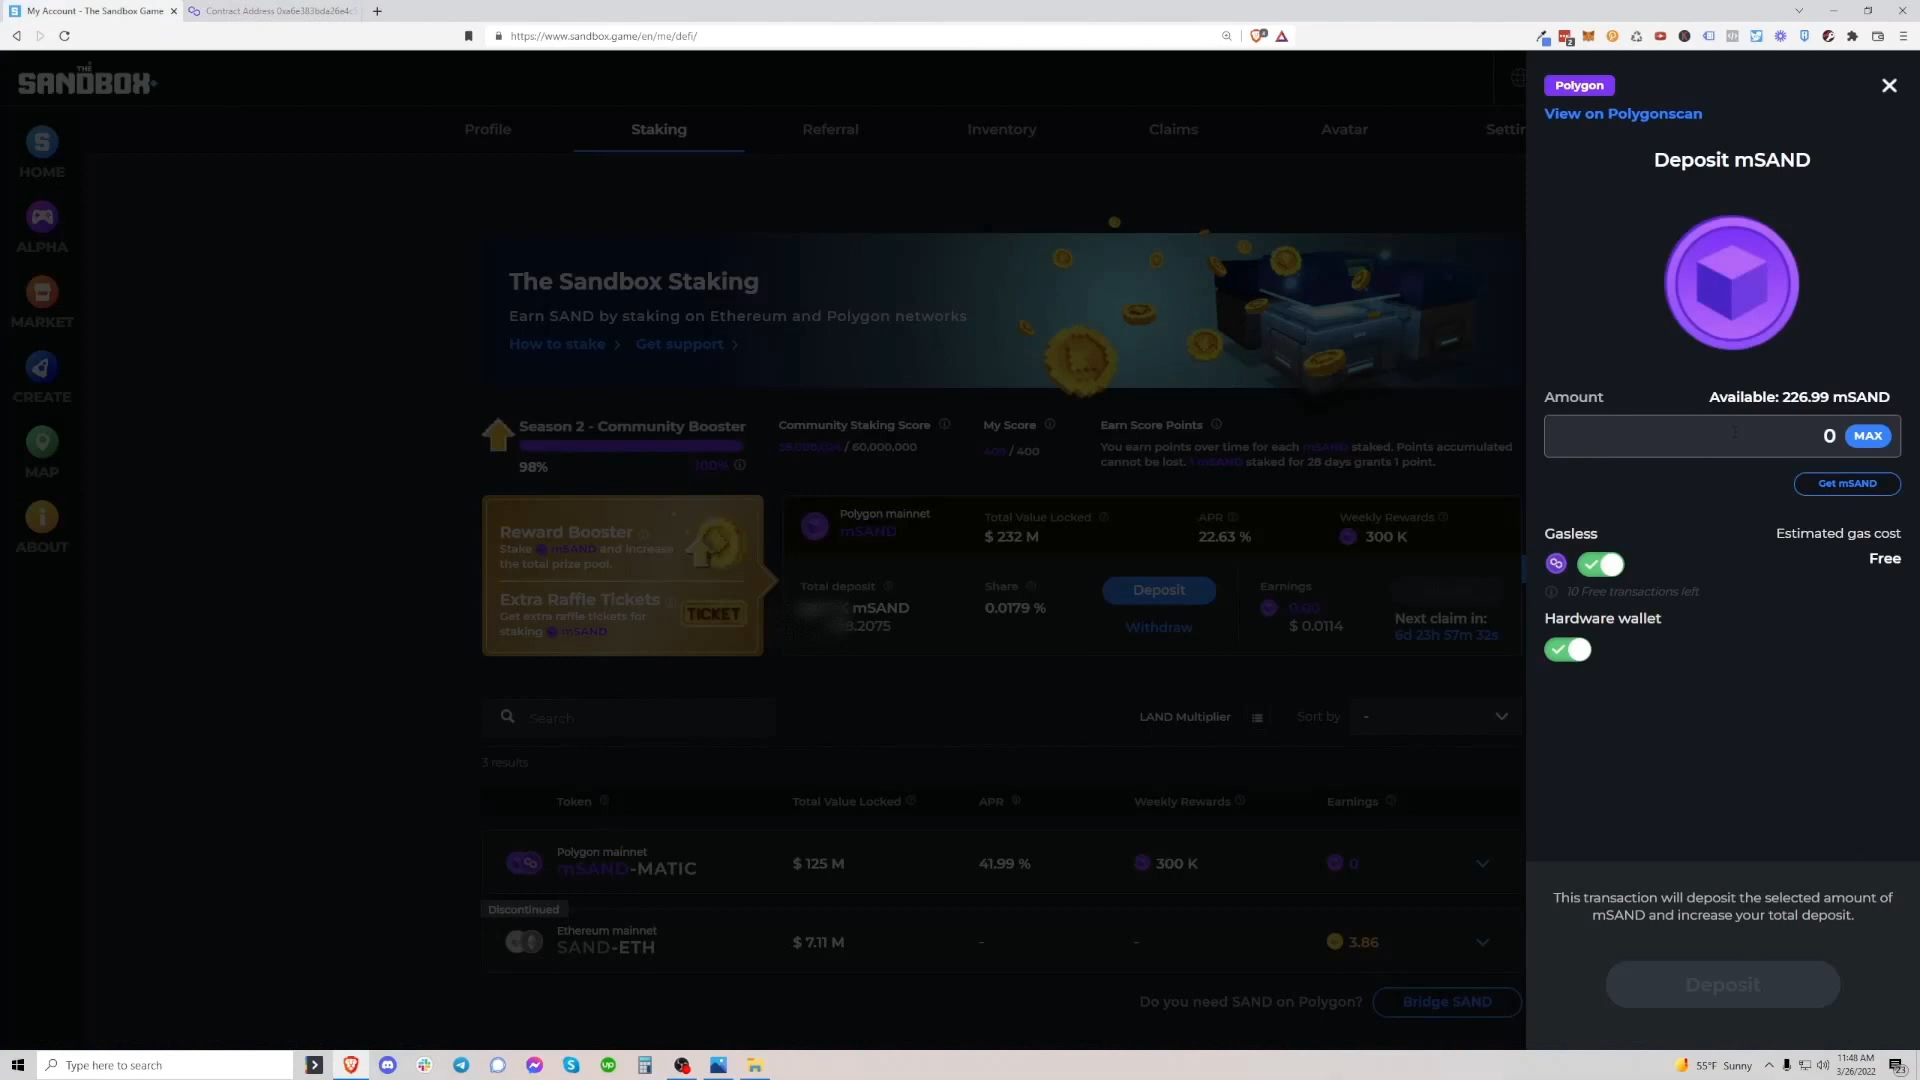 My Account - The Sandbox Game
Contract Address 0xa6e383bda26e4c5
https://www.sandbox.game/en/me/defi/
THE
SANDBOX
Profile
Staking
Referral
Inventory
Claims
Avatar
Settin
HOME
ALPHA
MARKET
CREATE
MAP
ABOUT
The Sandbox Staking
Earn SAND by staking on Ethereum and Polygon networks
How to stake >
Get support >
Season 2 - Community Booster
98%
100%
Community Staking Score
/ 60,000,000
My Score
/ 400
Earn Score Points
You earn points over time for each mSAND staked. Points accumulated
cannot be lost. 1 mSAND staked for 28 days grants 1 point.
Reward Booster
Stake mSAND and increase
the total prize pool.
Extra Raffle Tickets
Get extra raffle tickets for
staking mSAND
TICKET
Polygon mainnet
mSAND
Total Value Locked
$ 232 M
APR
22.63 %
Weekly Rewards
300 K
Total deposit
mSAND
.2075
Share
0.0179 %
Deposit
Withdraw
Earnings
0.00
$ 0.0114
Next claim in:
6d 23h 57m 32s
Search
LAND Multiplier
Sort by
-
3 results
Token
Total Value Locked
APR
Weekly Rewards
Earnings
Polygon mainnet
mSAND-MATIC
$ 125 M
41.99 %
300 K
0
Discontinued
Ethereum mainnet
SAND-ETH
$ 7.11 M
-
-
3.86
Do you need SAND on Polygon?
Bridge SAND
Polygon
View on Polygonscan
Deposit mSAND
Amount
Available: 226.99 mSAND
0
MAX
Get mSAND
Gasless
Estimated gas cost
Free
10 Free transactions left
Hardware wallet
This transaction will deposit the selected amount of
mSAND and increase your total deposit.
Deposit
Type here to search
55°F Sunny
11:48 AM
3/26/2022
23